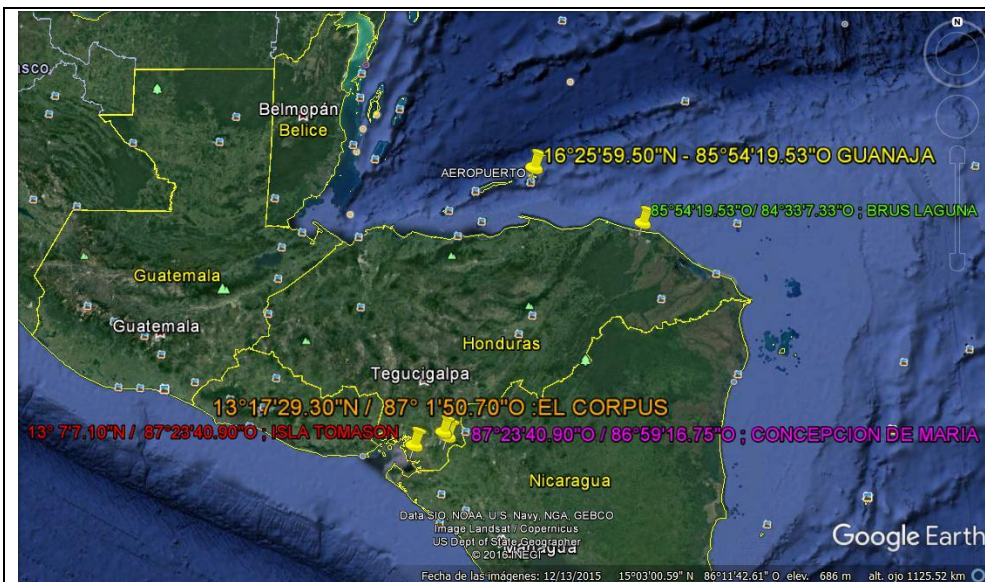 N
asco.
Belmopán
Belice
16°25'59.50"N - 85°54'19.53"O GUANAJA
AEROPUERTO
85°54'19.53"O/ 84°33'7.33"O ; BRUS LAGUNA
Guatemala
Guatemala
Honduras
Tegucigalpa
13°17'29.30"N / 87° 1'50.70"O :EL CORPUS
13° 7'7.10"N / 87°23'40.90"O ; ISLA TOMASON
87°23'40.90"O / 86°59'16.75"O ; CONCEPCION DE MARIA
Nicaragua
Data SIO, NOAA, U.S. Navy, NGA, GEBCO
Image Landsat / Copernicus
US Dept of State Geographer
© 2016 INEGI
Managua
Google Earth
Fecha de las imágenes: 12/13/2015 15°03'00.59" N 86°11'42.61" O elev. 686 m alt. ojo 1125.52 km